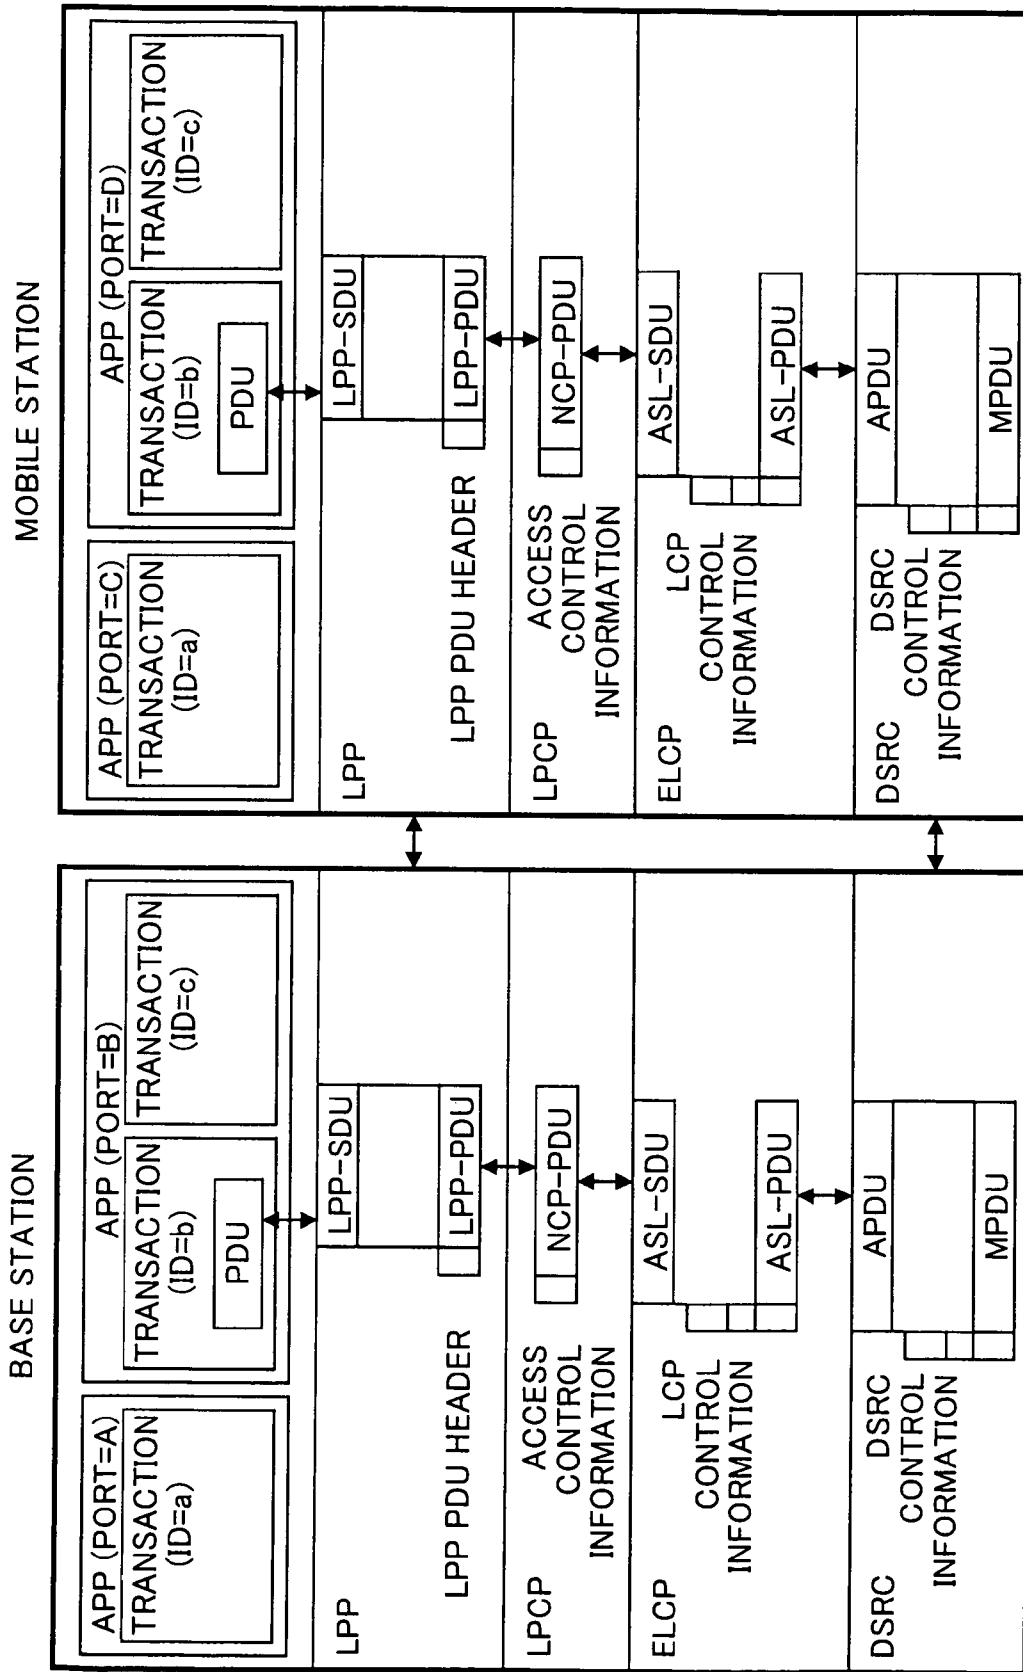 BASE STATION
APP (PORT=A)
TRANSACTION
(ID=a)
APP (PORT=B)
TRANSACTION
(ID=b)
PDU
TRANSACTION
(ID=c)
LPP
LPP-SDU
LPP PDU HEADER
LPP-PDU
LPCP
ACCESS
CONTROL
INFORMATION
NCP-PDU
ELCP
ASL-SDU
LCP
CONTROL
INFORMATION
ASL-PDU
DSRC
APDU
DSRC
CONTROL
INFORMATION
MPDU
MOBILE STATION
APP (PORT=C)
TRANSACTION
(ID=a)
APP (PORT=D)
TRANSACTION
(ID=b)
PDU
TRANSACTION
(ID=c)
LPP
LPP-SDU
LPP PDU HEADER
LPP-PDU
LPCP
ACCESS
CONTROL
INFORMATION
NCP-PDU
ELCP
ASL-SDU
LCP
CONTROL
INFORMATION
ASL-PDU
DSRC
APDU
DSRC
CONTROL
INFORMATION
MPDU